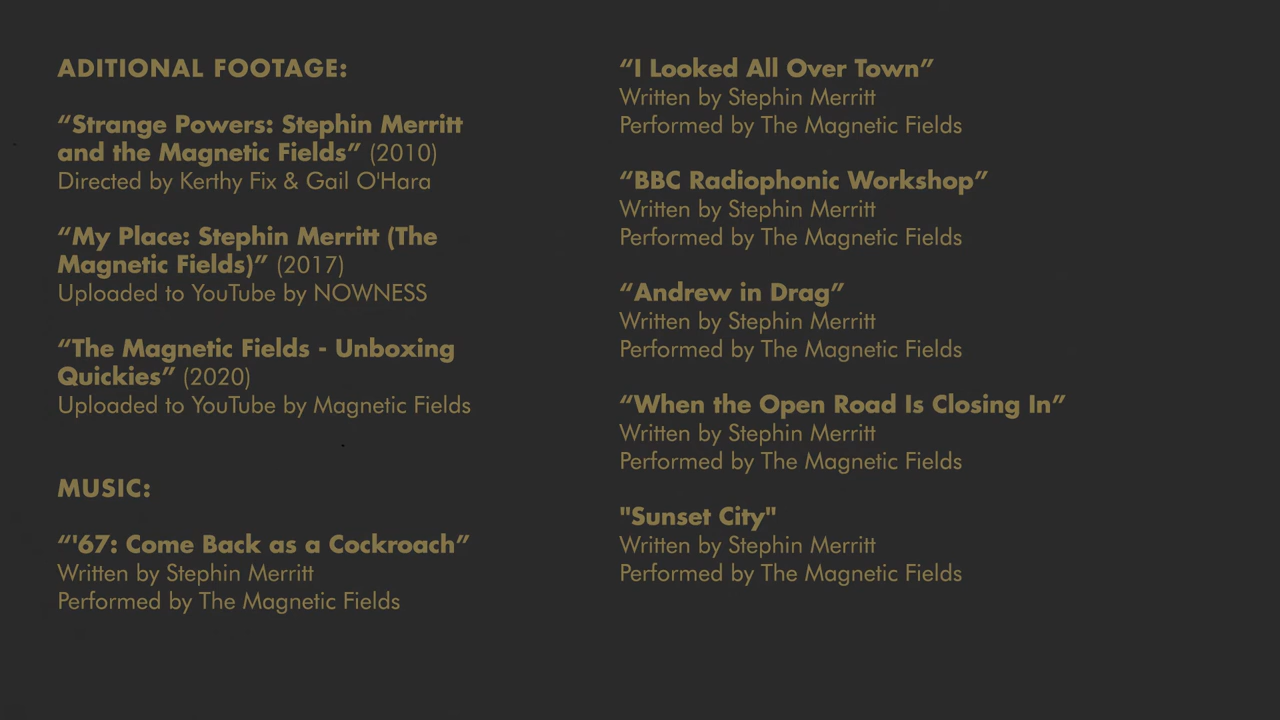 ADITIONAL FOOTAGE:
“Strange Powers: Stephin Merritt
and the Magnetic Fields” (2010)
Directed by Kerthy Fix & Gail O'Hara
“My Place: Stephin Merritt (The
Magnetic Fields)” (2017)
Uploaded to YouTube by NOWNESS
“The Magnetic Fields - Unboxing
Quickies” (2020)
Uploaded to YouTube by Magnetic Fields
MUSIC:
“'67: Come Back as a Cockroach”
Written by Stephin Merritt
Performed by The Magnetic Fields
“I Looked All Over Town”
Written by Stephin Merritt
Performed by The Magnetic Fields
“BBC Radiophonic Workshop”
Written by Stephin Merritt
Performed by The Magnetic Fields
“Andrew in Drag”
Written by Stephin Merritt
Performed by The Magnetic Fields
“When the Open Road Is Closing In”
Written by Stephin Merritt
Performed by The Magnetic Fields
"Sunset City"
Written by Stephin Merritt
Performed by The Magnetic Fields